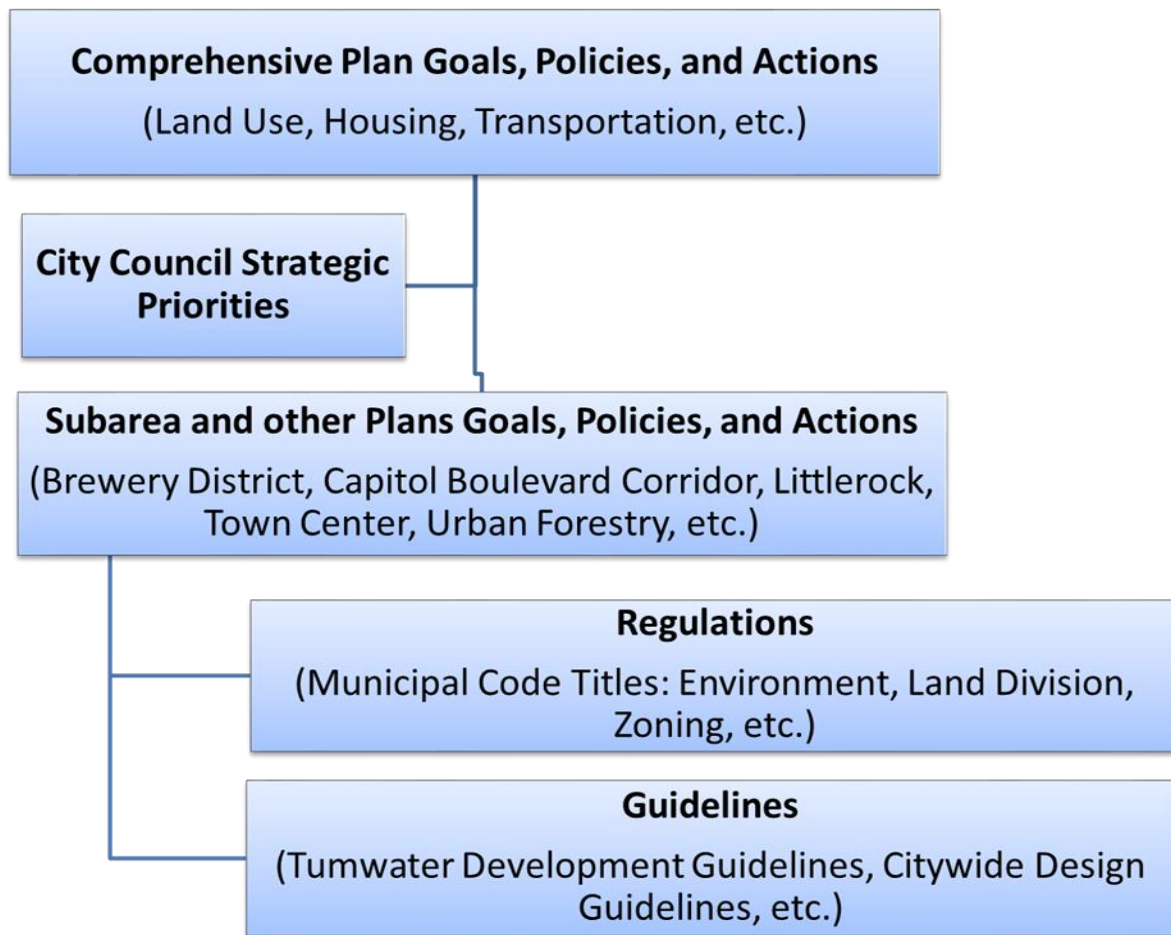 Comprehensive Plan Goals, Policies, and Actions
(Land Use, Housing, Transportation, etc.)
City Council Strategic
Priorities
Subarea and other Plans Goals, Policies, and Actions
(Brewery District, Capitol Boulevard Corridor, Littlerock,
Town Center, Urban Forestry, etc.)
Regulations
(Municipal Code Titles: Environment, Land Division,
Zoning, etc.)
Guidelines
(Tumwater Development Guidelines, Citywide Design
Guidelines, etc.)